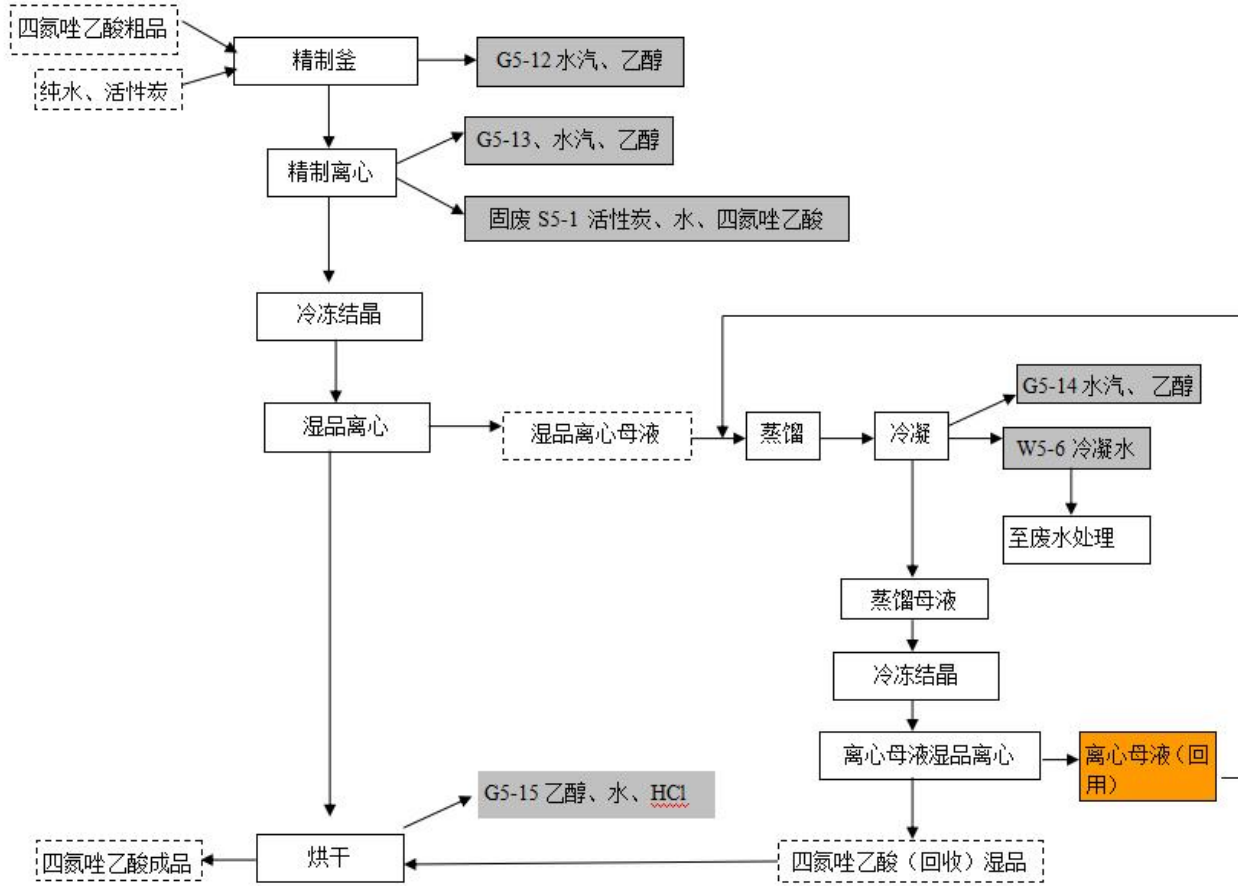 四氮唑乙酸粗品
精制釜
G5-12 水汽、乙醇
纯水、活性炭
G5-13、水汽、乙醇
精制离心
固废 S5-1 活性炭、水、四氮唑乙酸
冷冻结晶
G5-14 水汽、 乙醇
湿品离心
湿品离心母液
蒸馏
冷凝
W5-6 冷凝水
至废水处理
蒸馏母液
冷冻结晶
离心母液湿品离心
离心母液（回
用）
G5-15 乙醇、水、HCl
四氮唑乙酸成品
烘干
四氮唑乙酸（回收）湿品